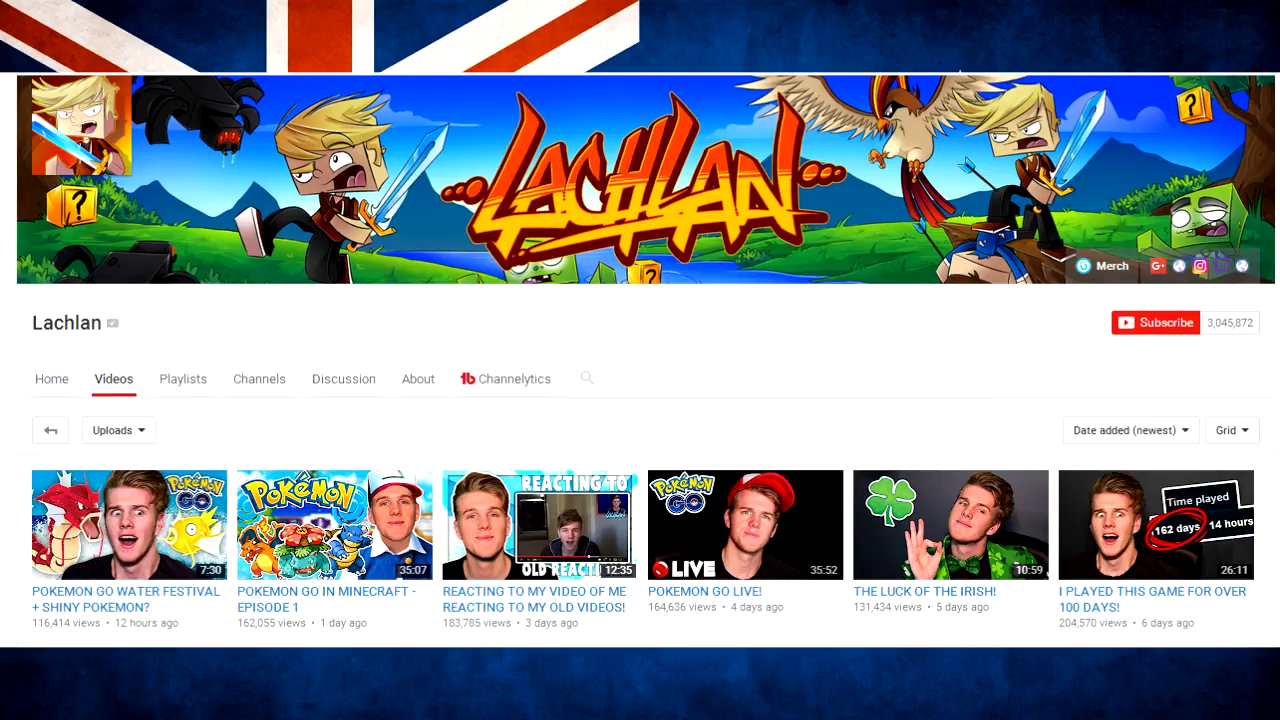 LACHLAN
?
?
?
Merch
G+
Lachlan
Subscribe
3,045,872
Home
Videos
Playlists
Channels
Discussion
About
Channelytics
Uploads
Date added (newest)
Grid
POKÉMON
GO
7:30
POKEMON GO WATER FESTIVAL
+ SHINY POKEMON?
116,414 views • 12 hours ago
POKÉMON
35:07
POKEMON GO IN MINECRAFT -
EPISODE 1
162,055 views • 1 day ago
REACTING TO
OLD REACTI
12:35
REACTING TO MY VIDEO OF ME
REACTING TO MY OLD VIDEOS!
183,785 views • 3 days ago
POKÉMON
GO
LIVE
35:52
POKEMON GO LIVE!
164,636 views • 4 days ago
10:59
THE LUCK OF THE IRISH!
131,434 views • 5 days ago
Time played
162 days
14 hours
26:11
I PLAYED THIS GAME FOR OVER
100 DAYS!
204,570 views • 6 days ago